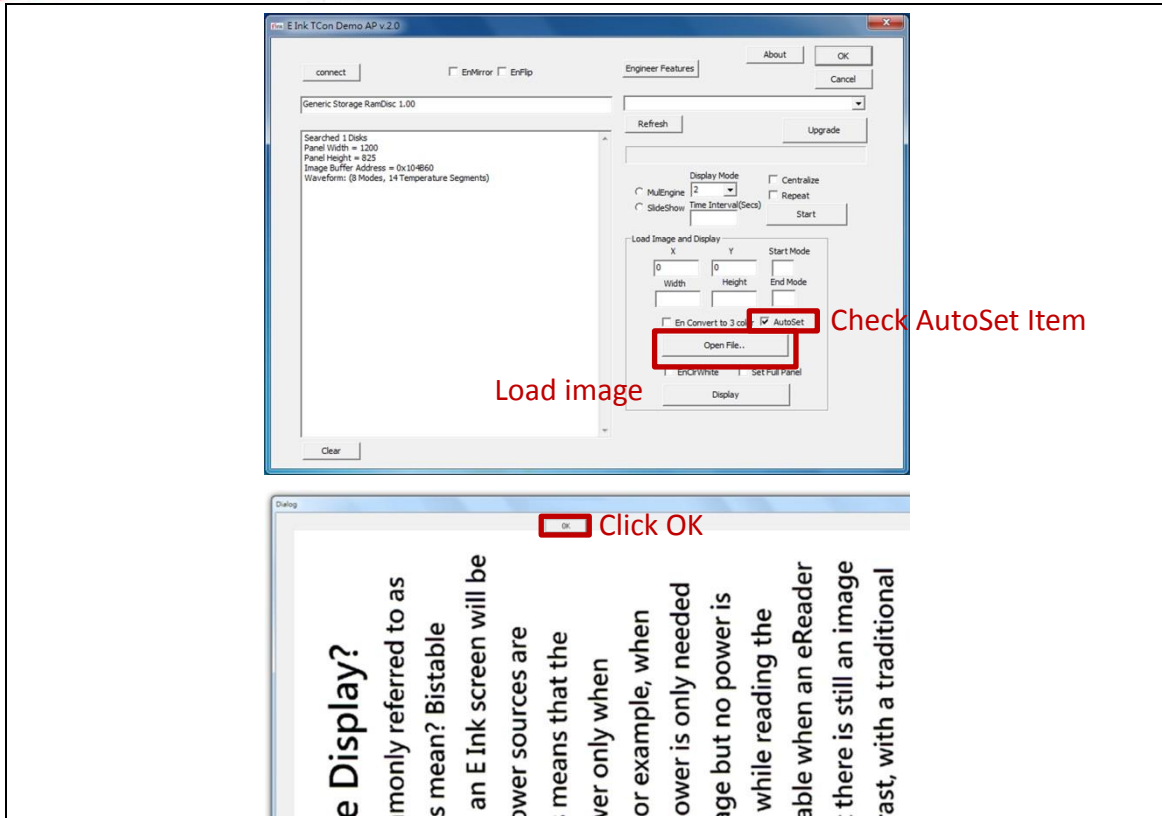 E Ink TCon Demo AP v.2.0
About
OK
connect
EnMirror
EnFlip
Engineer Features
Cancel
Generic Storage RamDisc 1.00
Refresh
Upgrade
Searched 1 Disks
Panel Width = 1200
Panel Height = 825
Image Buffer Address = 0x104B60
Waveform: (8 Modes, 14 Temperature Segments)
Display Mode
MulEngine
2
Centralize
Repeat
SlideShow
Time Interval(Secs)
Start
Load Image and Display
X
Y
Start Mode
0
0
Width
Height
End Mode
En Convert to 3 color
AutoSet
Check AutoSet Item
Open File..
EnClrWhite
Set Full Panel
Load image
Display
Clear
Dialog
OK
Click OK
e Display?
monly referred to as
s mean? Bistable
an E Ink screen will be
ower sources are
means that the
ver only when
or example, when
ower is only needed
age but no power is
while reading the
able when an eReader
there is still an image
rast, with a traditional